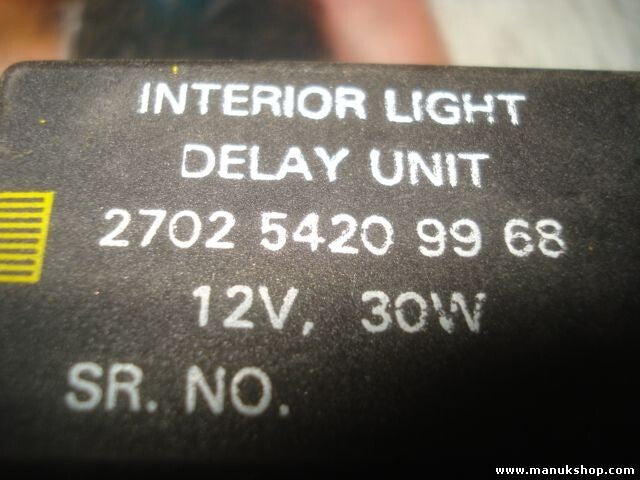 INTERIOR LIGHT
DELAY UNIT
2702 5420 99 68
12V, 30W
SR. NO.
www.manukshop.com